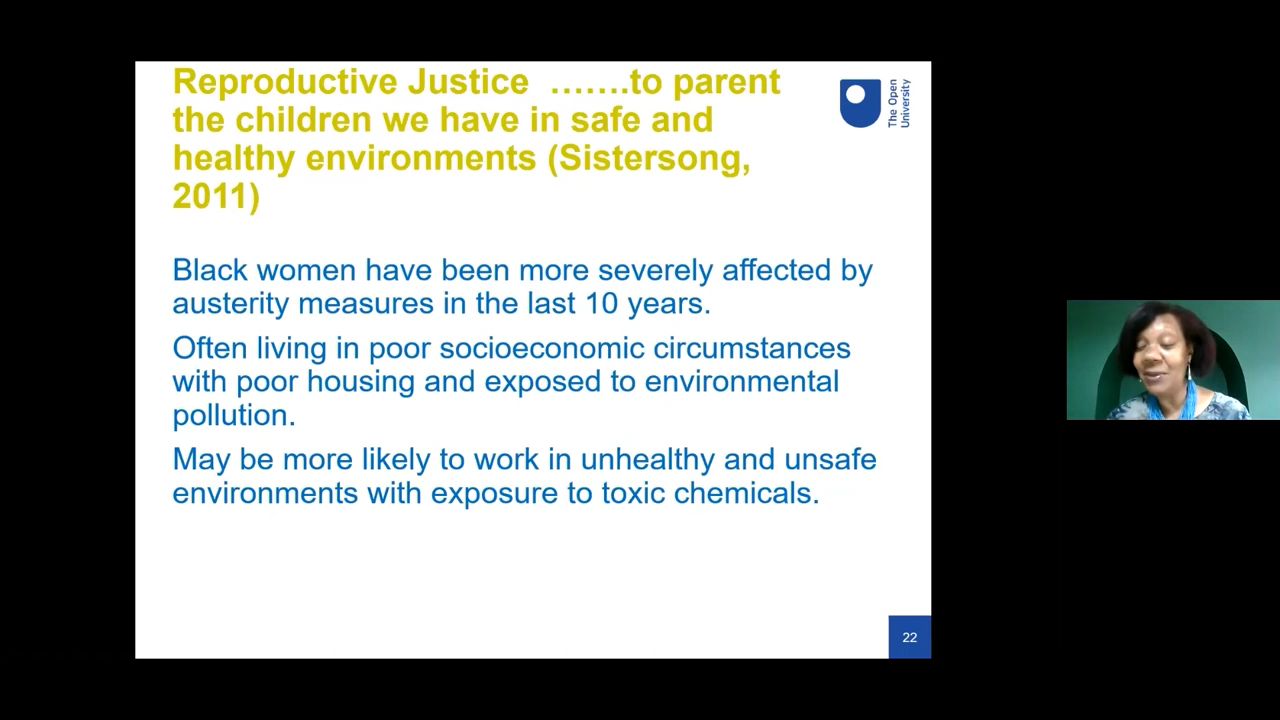 Reproductive Justice …….to parent
the children we have in safe and
healthy environments (Sistersong,
2011)
The Open
University
Black women have been more severely affected by
austerity measures in the last 10 years.
Often living in poor socioeconomic circumstances
with poor housing and exposed to environmental
pollution.
May be more likely to work in unhealthy and unsafe
environments with exposure to toxic chemicals.
22